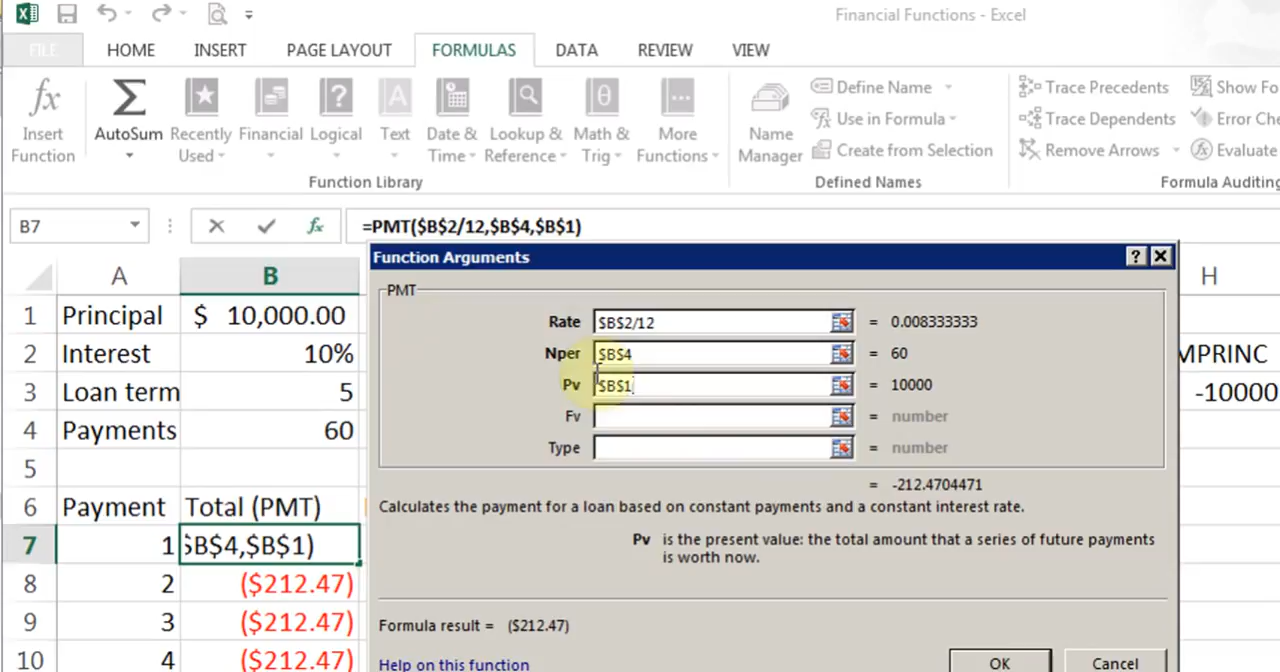 Financial Functions - Excel
FILE HOME INSERT PAGE LAYOUT FORMULAS DATA REVIEW VIEW
fx
Insert Function
Σ
AutoSum
Recently Used
Financial
Logical
A
Text
Date & Time
Lookup & Reference
θ
Math & Trig
More Functions
Function Library
Name Manager
Define Name
Use in Formula
Create from Selection
Defined Names
Trace Precedents
Trace Dependents
Remove Arrows
Show Fo
Error Che
Evaluate
Formula Auditing
B7 fx =PMT($B$2/12,$B$4,$B$1)
A B H
1 Principal $ 10,000.00
2 Interest 10% MPRINC
3 Loan term 5 -10000
4 Payments 60
5
6 Payment Total (PMT)
7 1 $B$4,$B$1)
8 2 ($212.47)
9 3 ($212.47)
10 4 ($212.47)
Function Arguments ?
PMT
Rate $B$2/12 = 0.008333333
Nper $B$4 = 60
Pv $B$1 = 10000
Fv = number
Type = number
= -212.4704471
Calculates the payment for a loan based on constant payments and a constant interest rate.
Pv is the present value: the total amount that a series of future payments
is worth now.
Formula result = ($212.47)
Help on this function OK Cancel